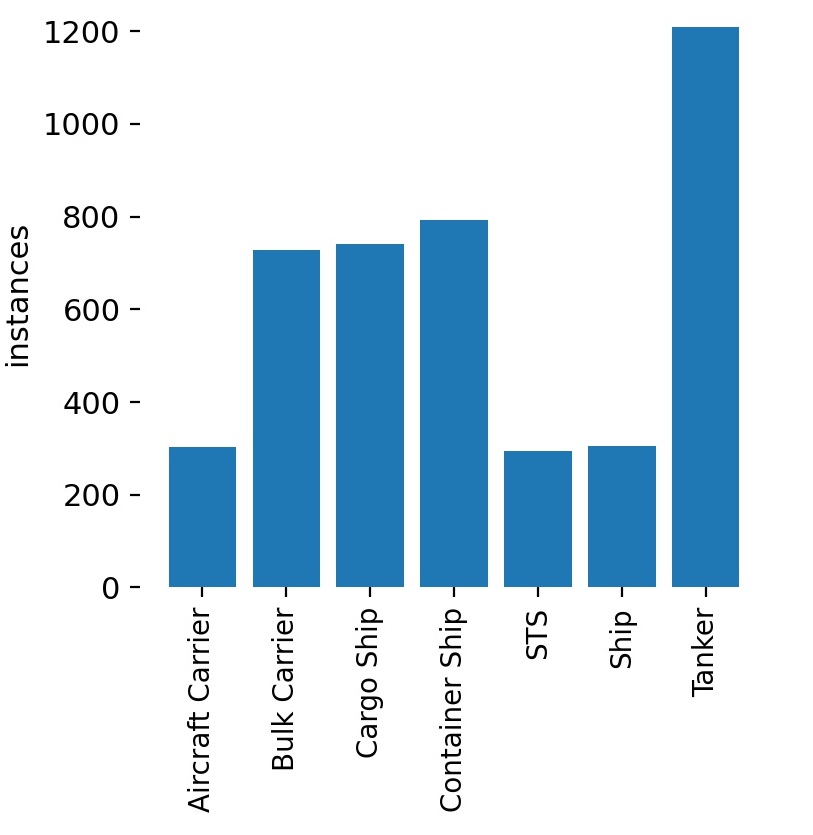 1200
1000
800
600
400
200
0
instances
Aircraft Carrier
Bulk Carrier
Cargo Ship
Container Ship
STS
Ship
Tanker